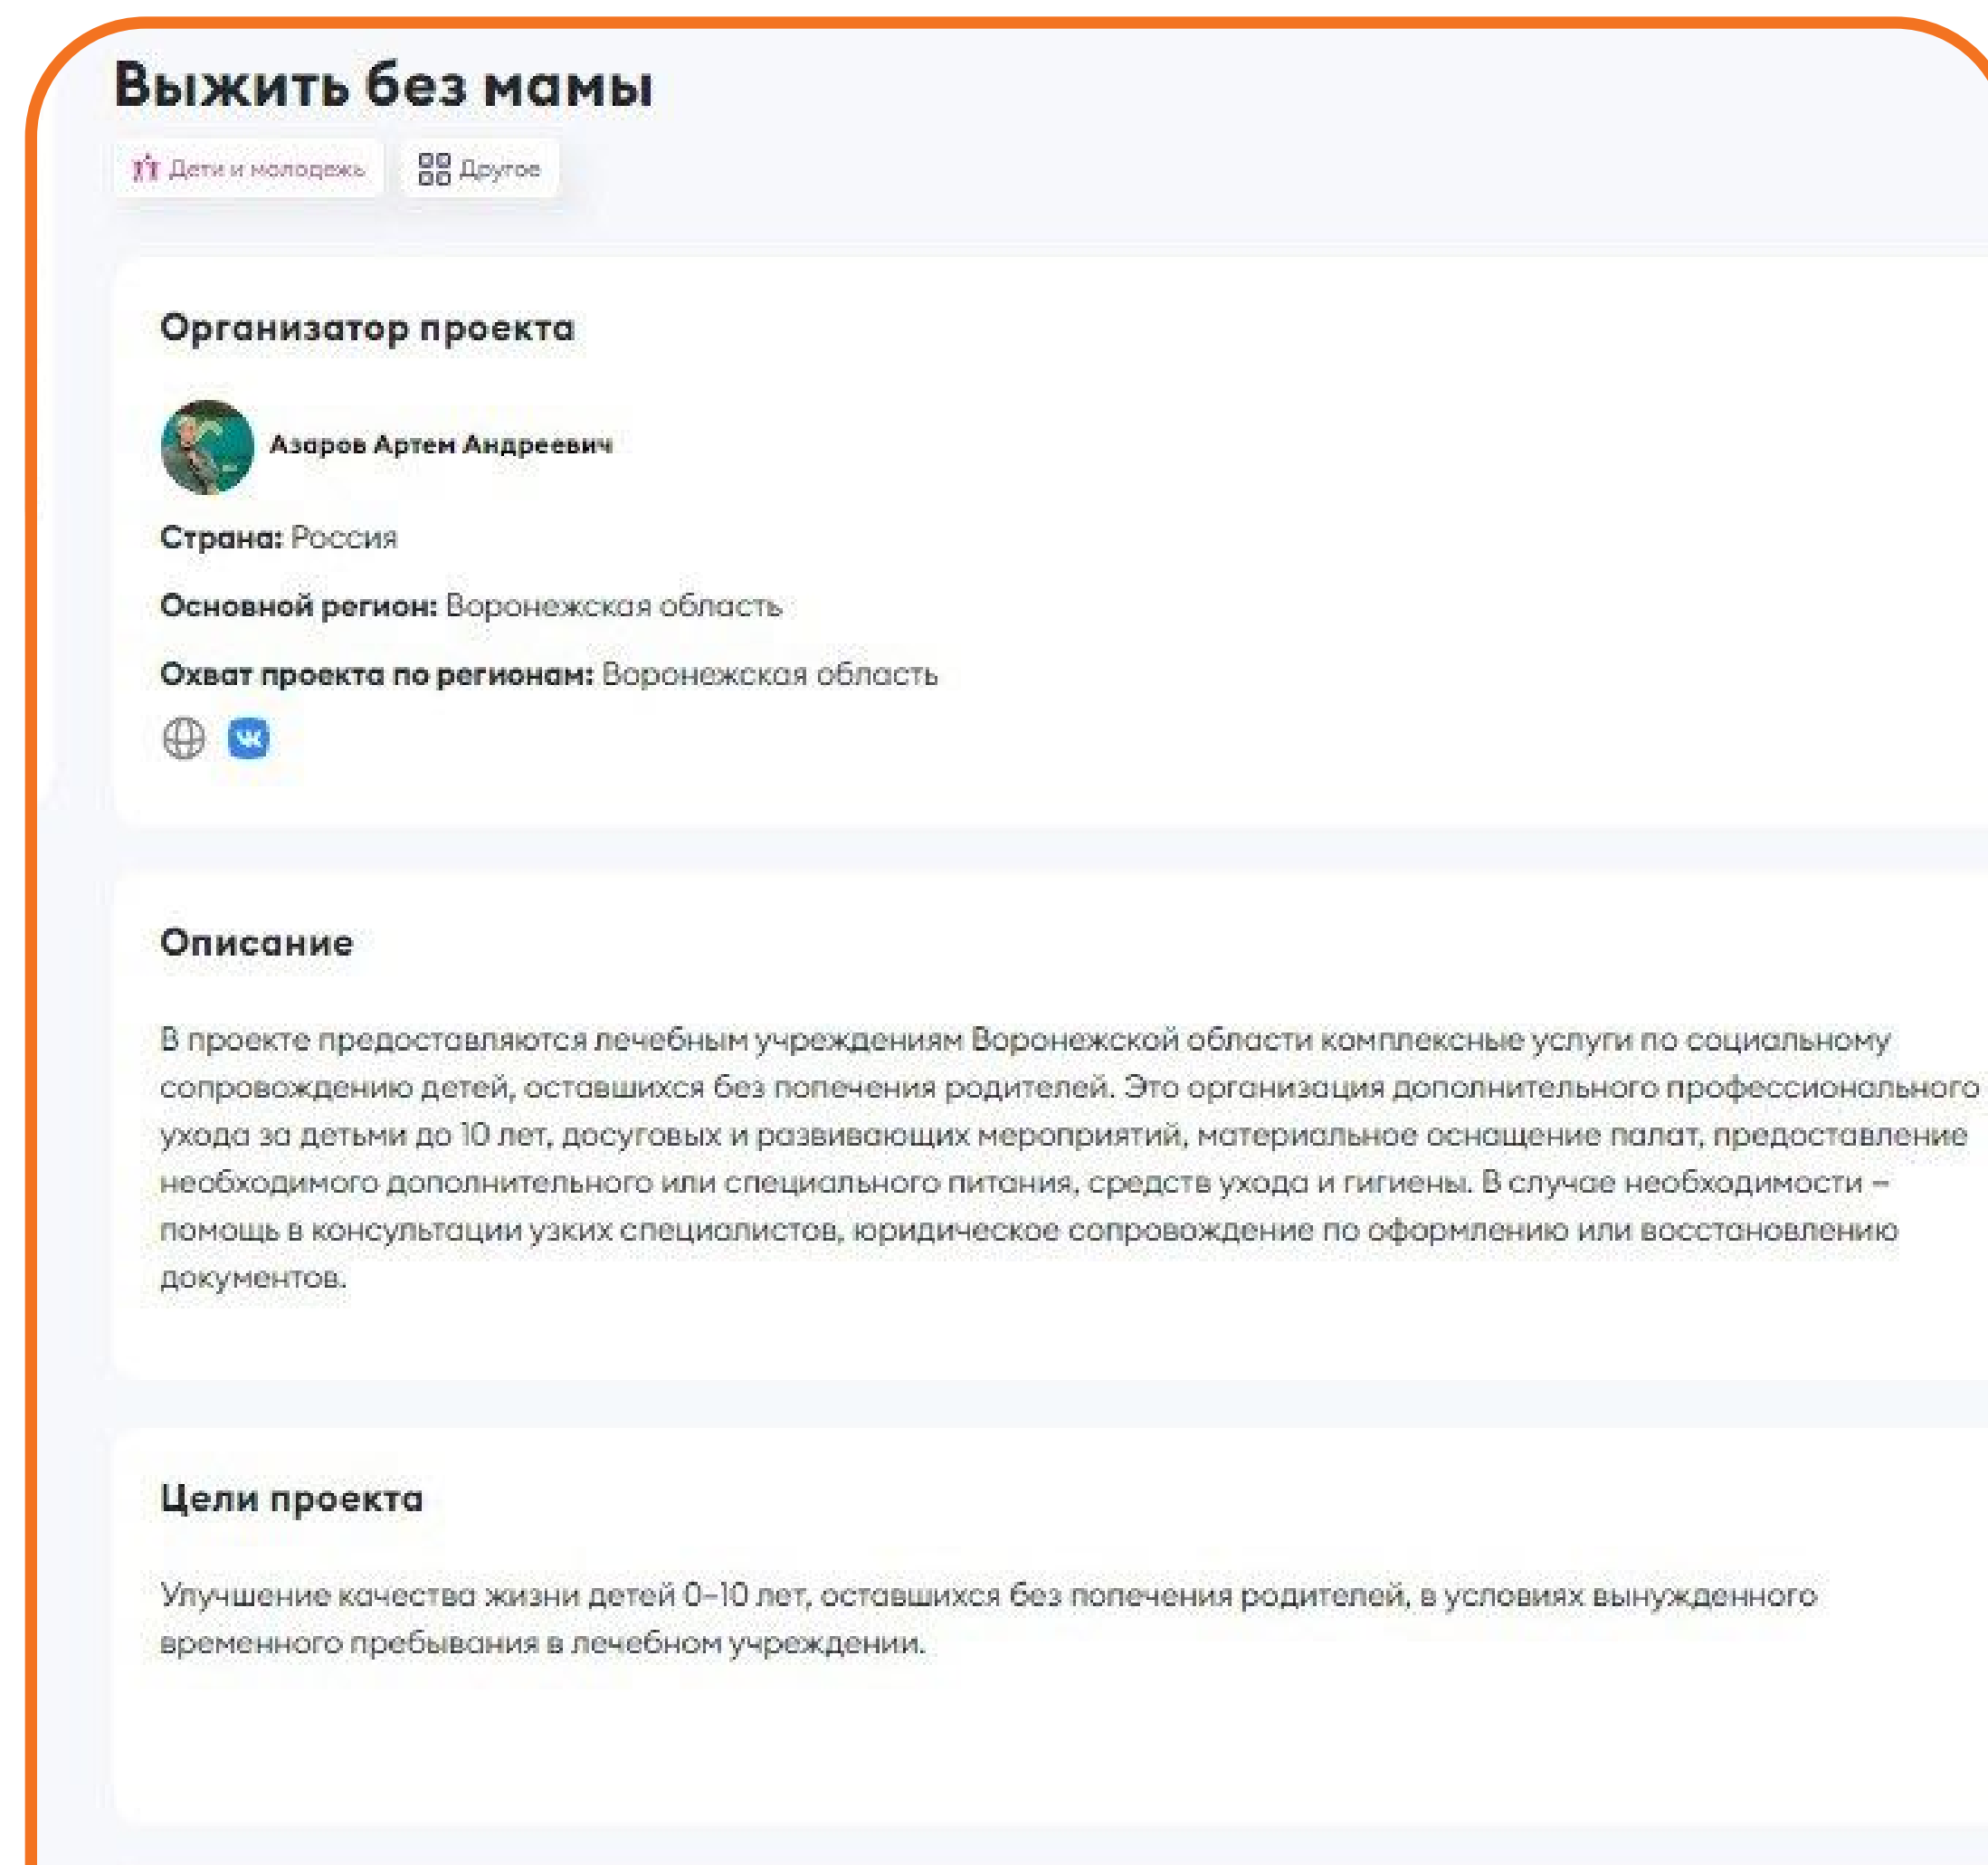 Выжить без мамы
Дети и молодежь
Другое
Организатор проекта
Азаров Артем Андреевич
Страна: Россия
Основной регион: Воронежская область
Охват проекта по регионам: Воронежская область
Описание
В проекте предоставляются лечебным учреждениям Воронежской области комплексные услуги по социальному
сопровождению детей, оставшихся без попечения родителей. Это организация дополнительного профессионального
ухода за детьми до 10 лет, досуговых и развивающих мероприятий, материальное оснащение палат, предоставление
необходимого дополнительного или специального питания, средств ухода и гигиены. В случае необходимости –
помощь в консультации узких специалистов, юридическое сопровождение по оформлению или восстановлению
документов.
Цели проекта
Улучшение качества жизни детей 0–10 лет, оставшихся без попечения родителей, в условиях вынужденного
временного пребывания в лечебном учреждении.